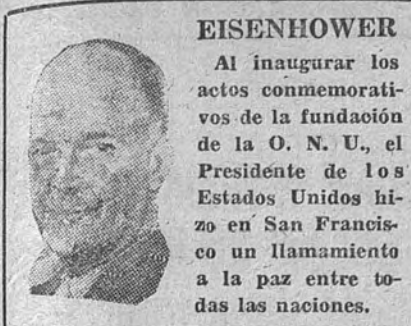 EISENHOWER
Al inaugurar los
actos conmemorati-
vos de la fundación
de la O. N. U., el
Presidente de los
Estados Unidos hi-
zo en San Francis-
co un llamamiento
a la paz entre to-
das las naciones.